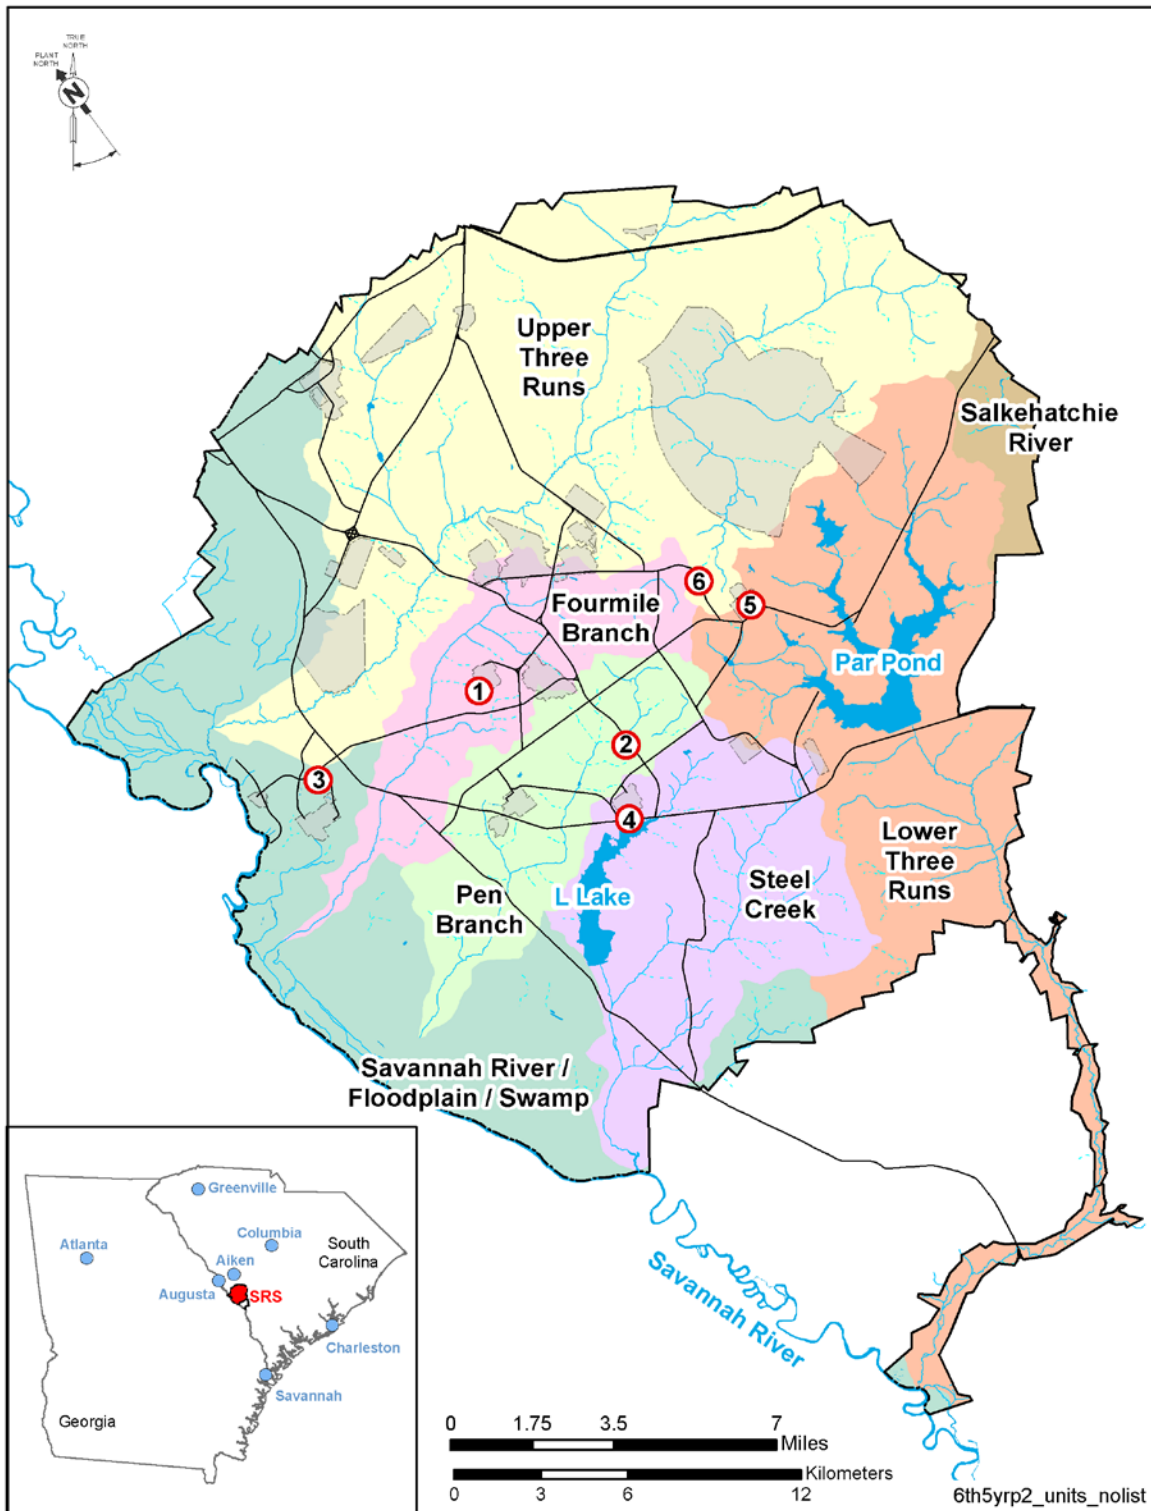 TRUE
NORTH
PLANT
NORTH
N
Upper
Three
Runs
Salkehatchie
River
6
Fourmile
Branch
5
Par Pond
1
2
3
4
Lower
Three
Runs
Steel
Creek
L Lake
Pen
Branch
Savannah River /
Floodplain / Swamp
Savannah River
Greenville
Columbia
Atlanta
South
Carolina
Aiken
Augusta
SRS
Charleston
Savannah
Georgia
0 1.75 3.5 7
Miles
Kilometers
0 3 6 12
6th5yrp2_units_nolist